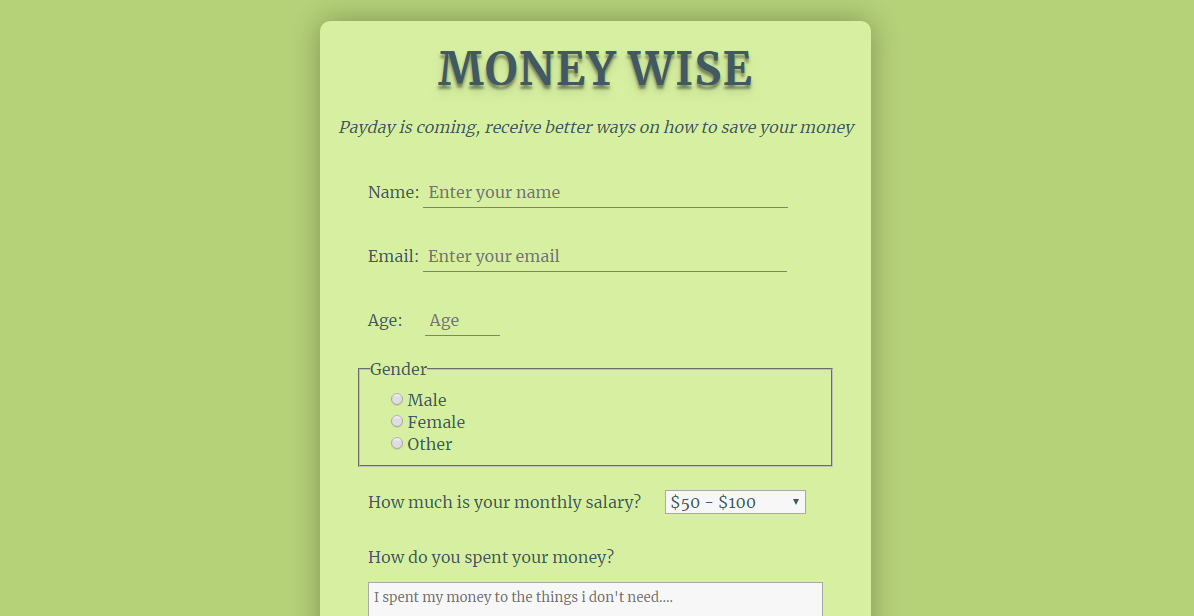 MONEY WISE
Payday is coming, receive better ways on how to save your money
Name: Enter your name
Email: Enter your email
Age: Age
Gender
Male
Female
Other
How much is your monthly salary? $50 - $100
How do you spent your money?
I spent my money to the things i don't need....